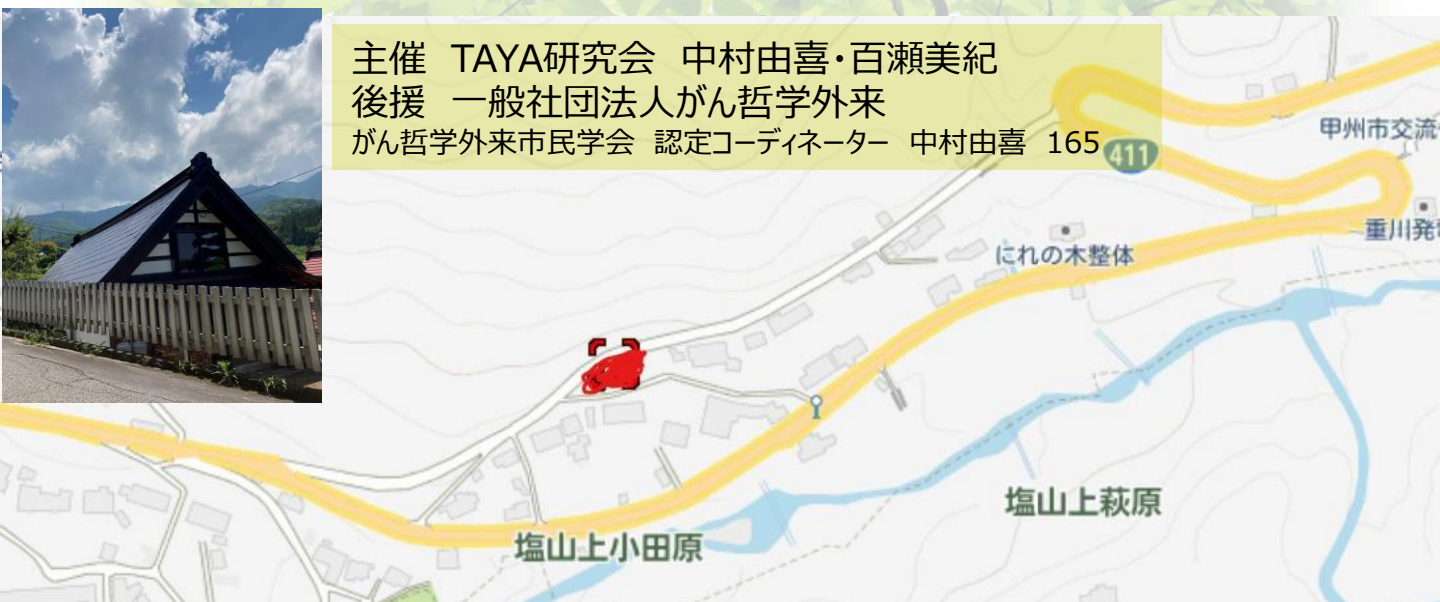 主催　TAYA研究会　中村由喜・百瀬美紀
後援　一般社団法人がん哲学外来
がん哲学外来市民学会　認定コーディネーター　中村由喜　165
411
甲州市交流
にれの木整体
重川発
塩山上萩原
塩山上小田原